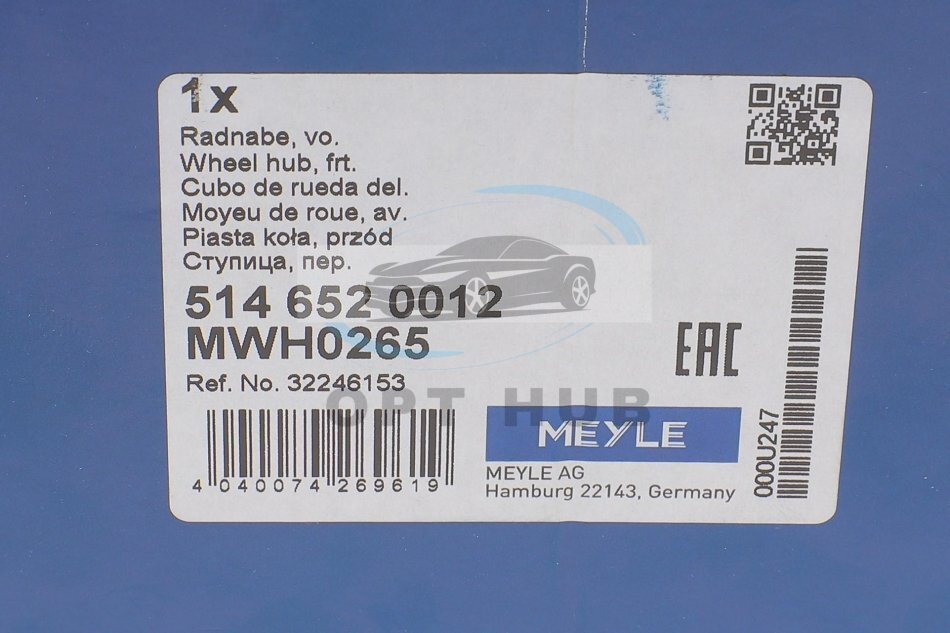 1x
Radnabe, vo.
Wheel hub, frt.
Cubo de rueda del.
Moyeu de roue, av.
Piasta koła, przód
Ступица, пер.
514 652 0012
MWH0265
Ref. No. 32246153
OPT HUB
4 040074 269619
MEYLE
MEYLE AG
Hamburg 22143, Germany
EAC
000U247